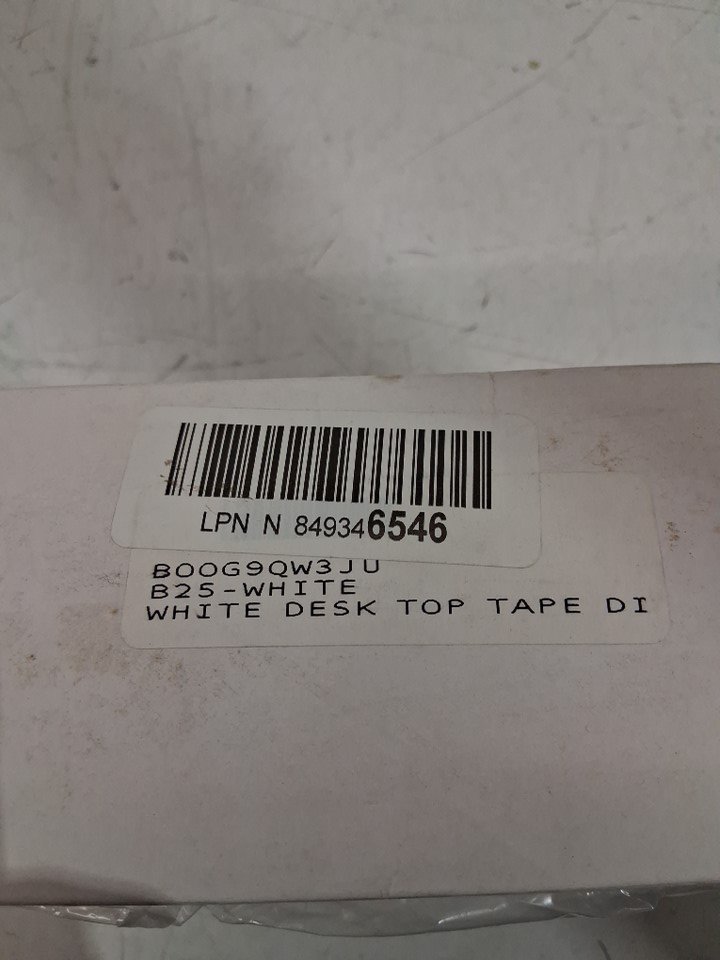 LPN N 849346546
B00G9QW3JU
B25-WHITE
WHITE DESK TOP TAPE DI